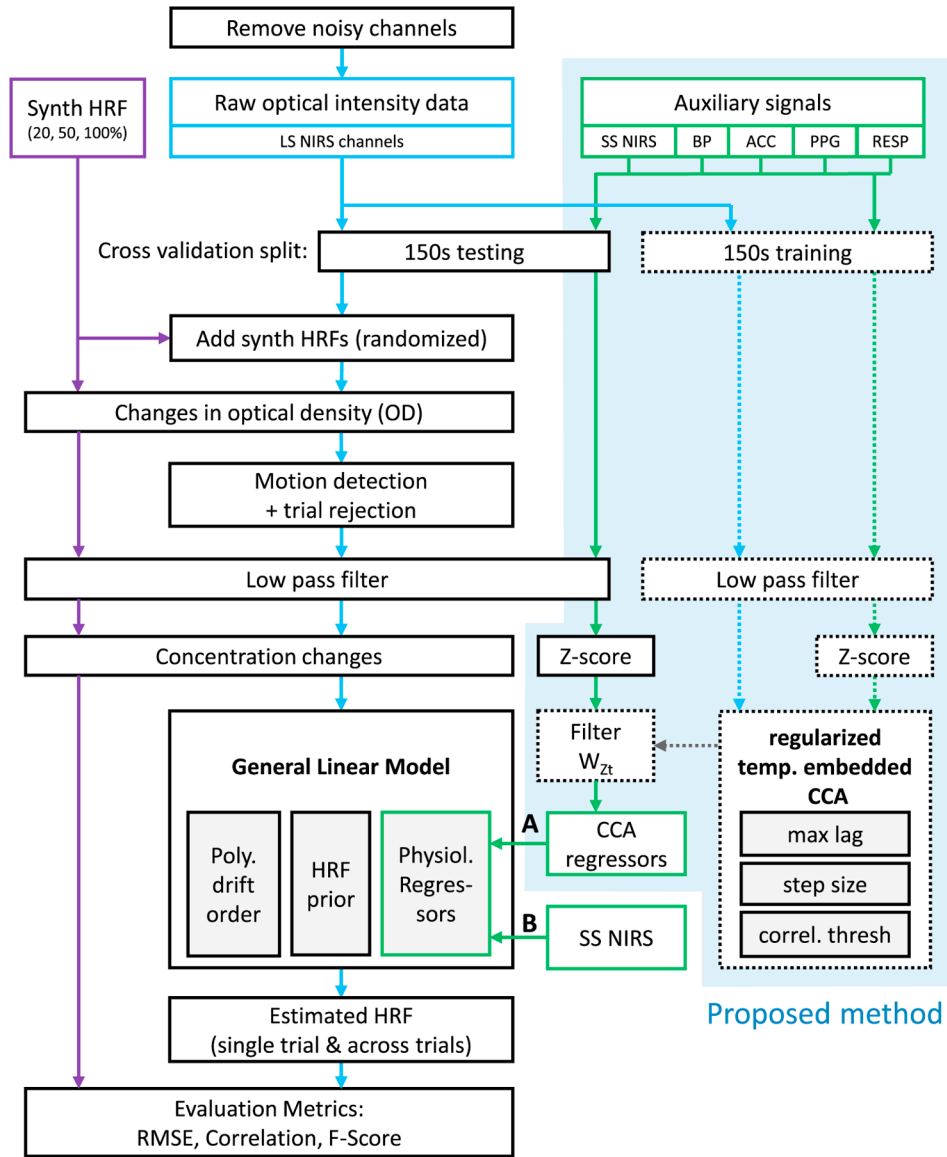 Remove noisy channels
Synth HRF
(20, 50, 100%)
Raw optical intensity data
LS NIRS channels
Auxiliary signals
SS NIRS BP ACC PPG RESP
Cross validation split:
150s testing
150s training
Add synth HRFs (randomized)
Changes in optical density (OD)
Motion detection
+ trial rejection
Low pass filter
Low pass filter
Concentration changes
Z-score
Z-score
General Linear Model
Poly.
drift
order
HRF
prior
Physiol.
Regres-
sors
Filter
W_Zt
A
CCA
regressors
B
SS NIRS
regularized
temp. embedded
CCA
max lag
step size
correl. thresh
Proposed method
Estimated HRF
(single trial & across trials)
Evaluation Metrics:
RMSE, Correlation, F-Score